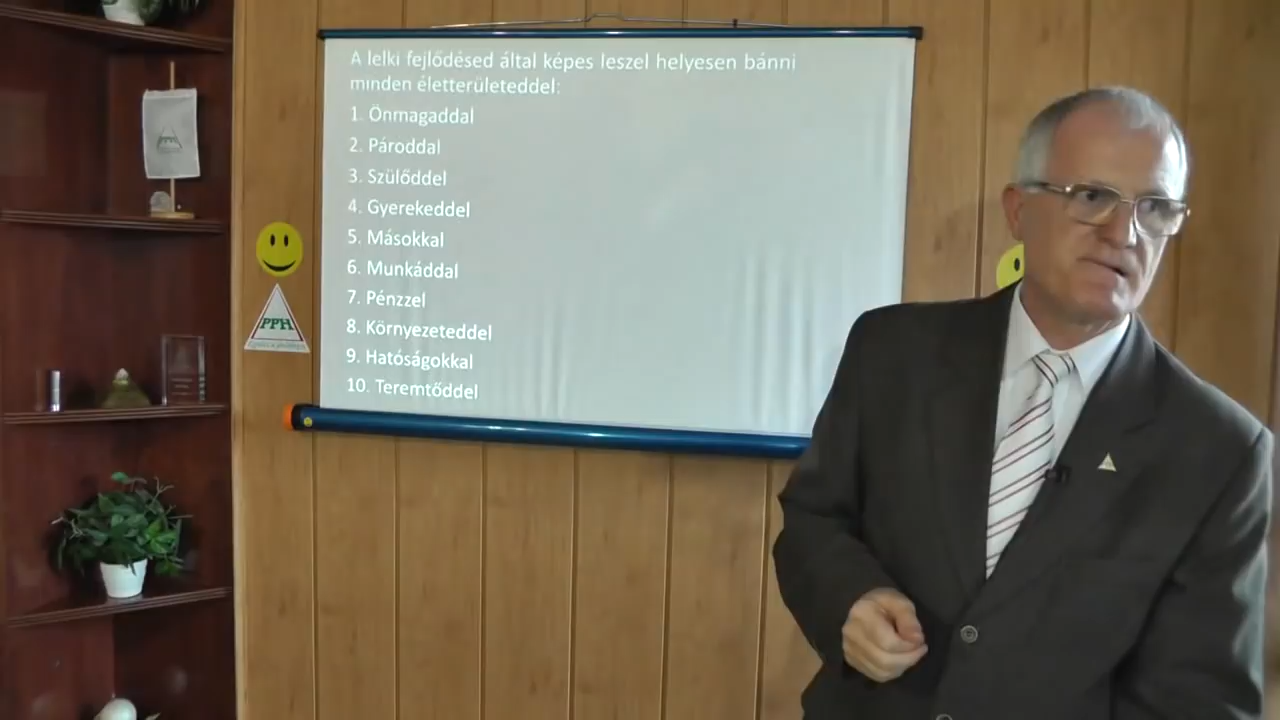 A lelki fejlődésed által képes leszel helyesen bánni
minden életterületeddel:
1. Önmagaddal
2. Pároddal
3. Szülőddel
4. Gyerekeddel
5. Másokkal
6. Munkáddal
7. Pénzzel
8. Környezeteddel
9. Hatóságokkal
10. Teremtőddel
PPH
PPH